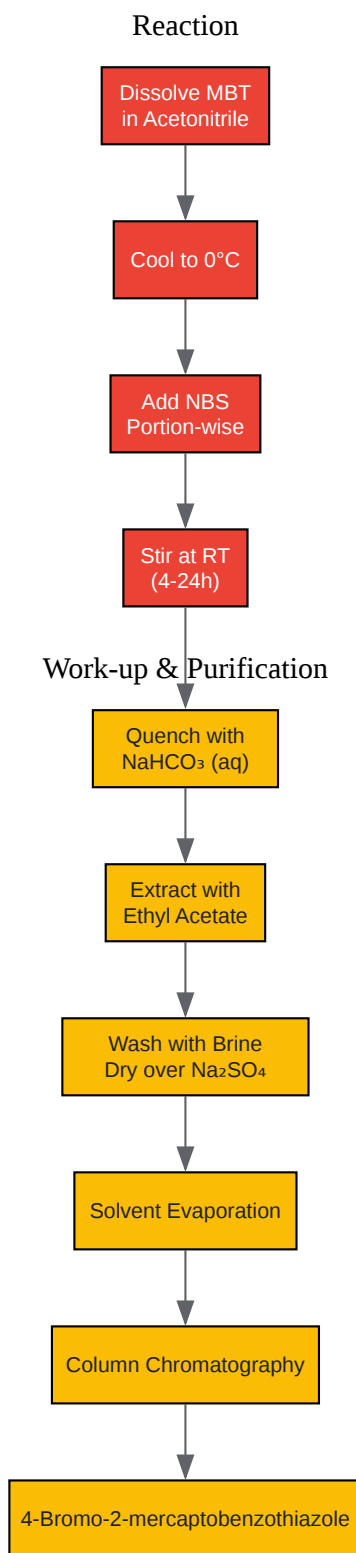 Reaction
Dissolve MBT
in Acetonitrile
Cool to 0°C
Add NBS
Portion-wise
Stir at RT
(4-24h)
Work-up & Purification
Quench with
NaHCO₃ (aq)
Extract with
Ethyl Acetate
Wash with Brine
Dry over Na₂SO₄
Solvent Evaporation
Column Chromatography
4-Bromo-2-mercaptobenzothiazole